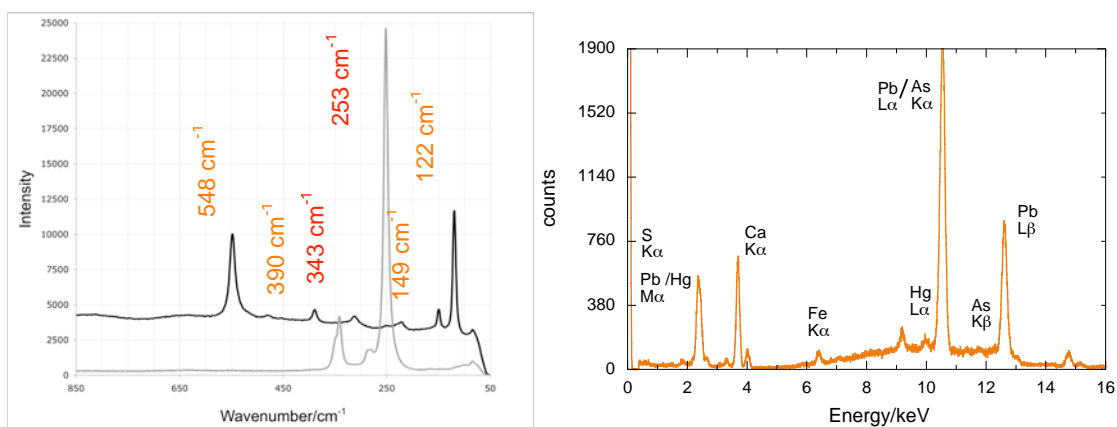 25000
22500
20000
17500
15000
12500
10000
7500
5000
2500
0
Intensity
850
650
450
250
50
Wavenumber/cm⁻¹
548 cm⁻¹
390 cm⁻¹
343 cm⁻¹
253 cm⁻¹
149 cm⁻¹
122 cm⁻¹
1900
1520
1140
760
380
0
counts
0
2
4
6
8
10
12
14
16
Energy/keV
S
Kα
Pb /Hg
Mα
Ca
Kα
Fe
Kα
Hg
Lα
Pb/As
Lα Kα
As
Kβ
Pb
Lβ